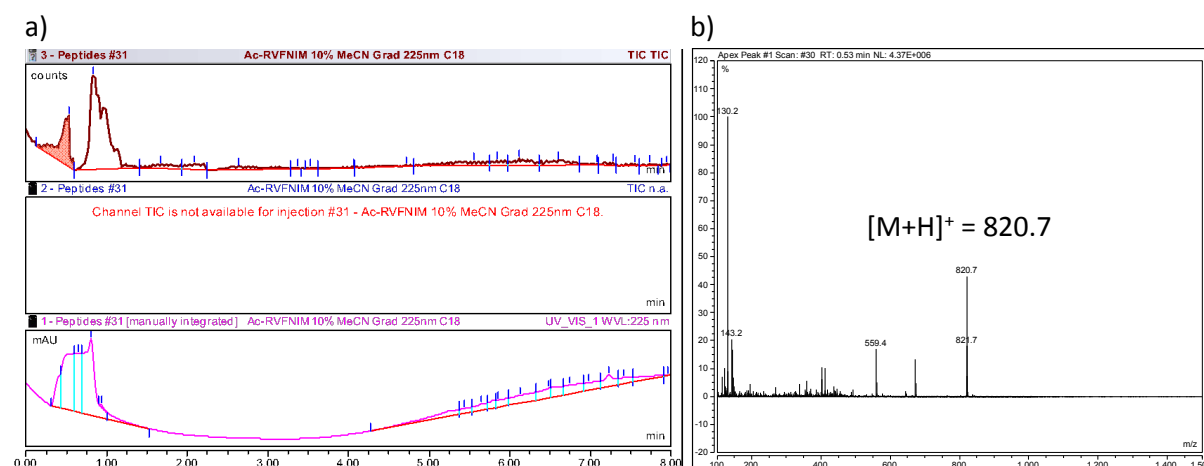 a)
3 - Peptides #31 Ac-RVFNIM 10% MeCN Grad 225nm C18 TIC TIC
counts
min
2 - Peptides #31 Ac-RVFNIM 10% MeCN Grad 225nm C18 TIC n.a.
Channel TIC is not available for injection #31 - Ac-RVFNIM 10% MeCN Grad 225nm C18.
min
1 - Peptides #31 [manually integrated] Ac-RVFNIM 10% MeCN Grad 225nm C18 UV_VIS_1 WVL:225 nm
mAU
min
0.00 1.00 2.00 3.00 4.00 5.00 6.00 7.00 8.00
b)
Apex Peak #1 Scan: #30 RT: 0.53 min NL: 4.37E+006
%
120
110
100
90
80
70
60
50
40
30
20
10
0
-10
-20
130.2
143.2
559.4
820.7
821.7
[M+H]⁺ = 820.7
m/z
100 200 400 600 800 1,000 1,200 1,400